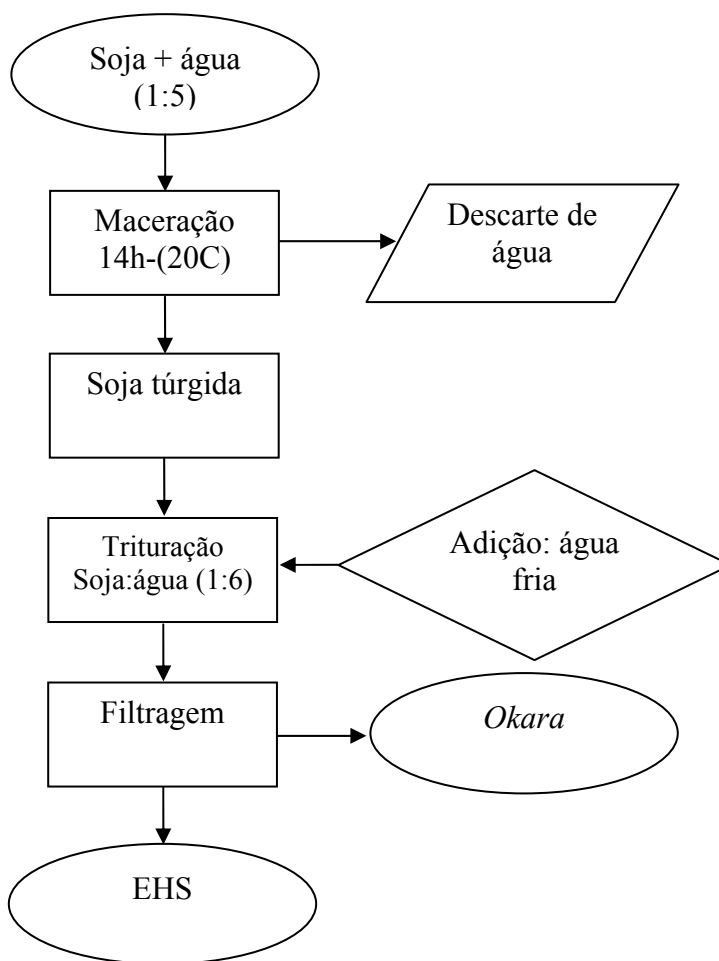 Soja + água
(1:5)
Maceração
14h-(20C)
Descarte de
água
Soja túrgida
Trituração
Soja:água (1:6)
Adição: água
fria
Filtragem
Okara
EHS